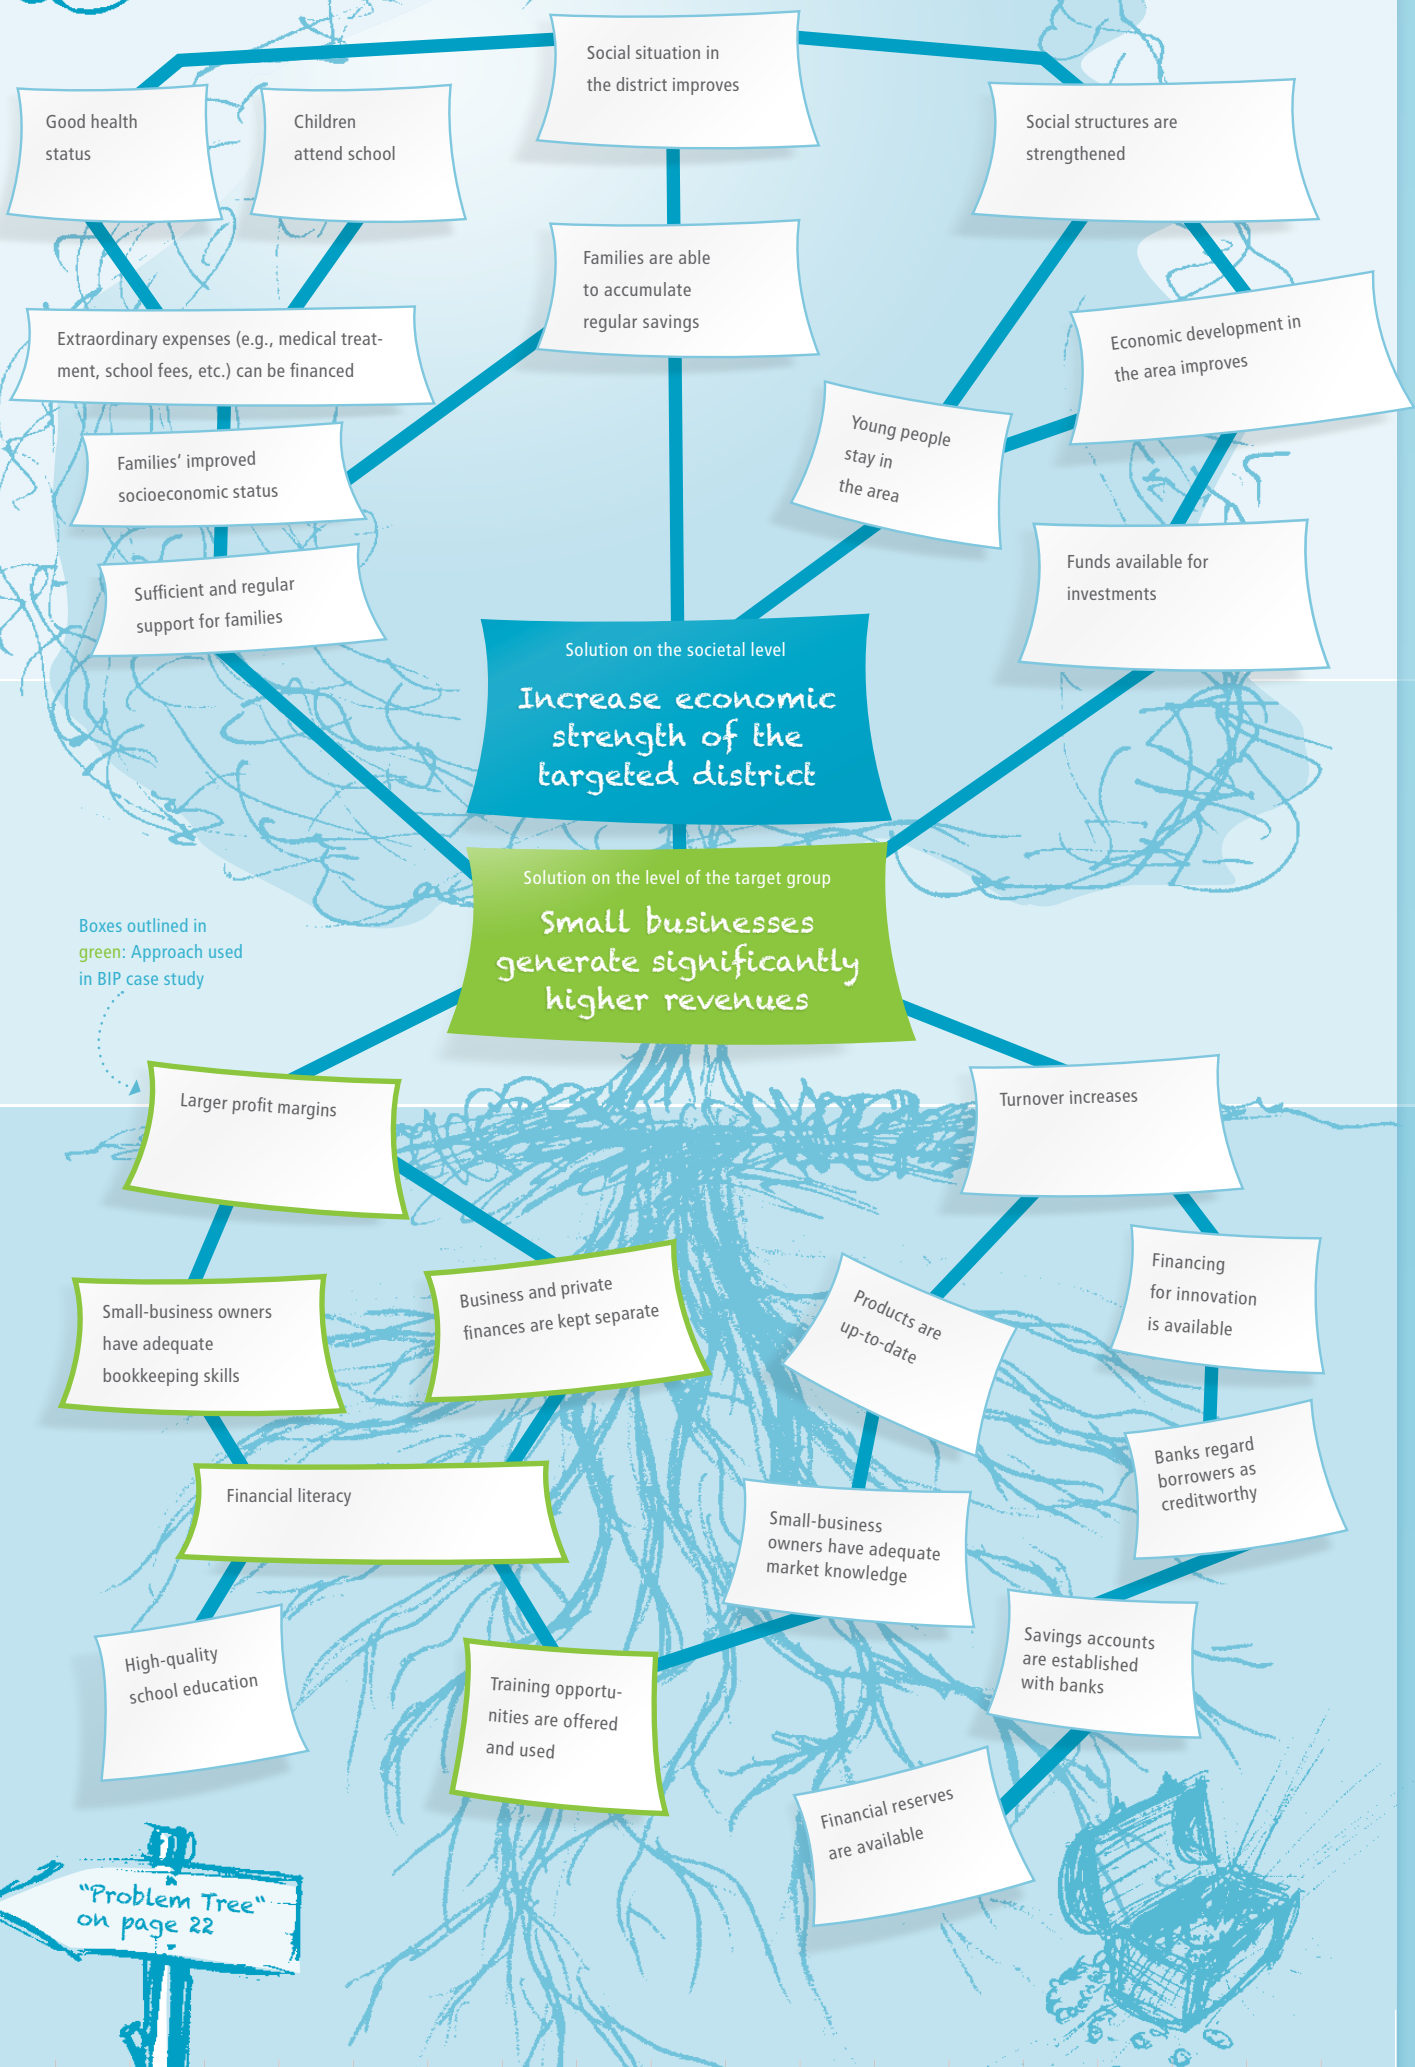 Social situation in
the district improves
Good health
status
Children
attend school
Social structures are
strengthened
Families are able
to accumulate
regular savings
Extraordinary expenses (e.g., medical treat-
ment, school fees, etc.) can be financed
Economic development in
the area improves
Young people
stay in
the area
Families’ improved
socioeconomic status
Funds available for
investments
Sufficient and regular
support for families
Solution on the societal level
Increase economic
strength of the
targeted district
Solution on the level of the target group
Small businesses
generate significantly
higher revenues
Boxes outlined in
green: Approach used
in BIP case study
Larger profit margins
Turnover increases
Small-business owners
have adequate
bookkeeping skills
Business and private
finances are kept separate
Products are
up-to-date
Financing
for innovation
is available
Banks regard
borrowers as
creditworthy
Financial literacy
Small-business
owners have adequate
market knowledge
High-quality
school education
Training opportu-
nities are offered
and used
Savings accounts
are established
with banks
Financial reserves
are available
“Problem Tree“
on page 22